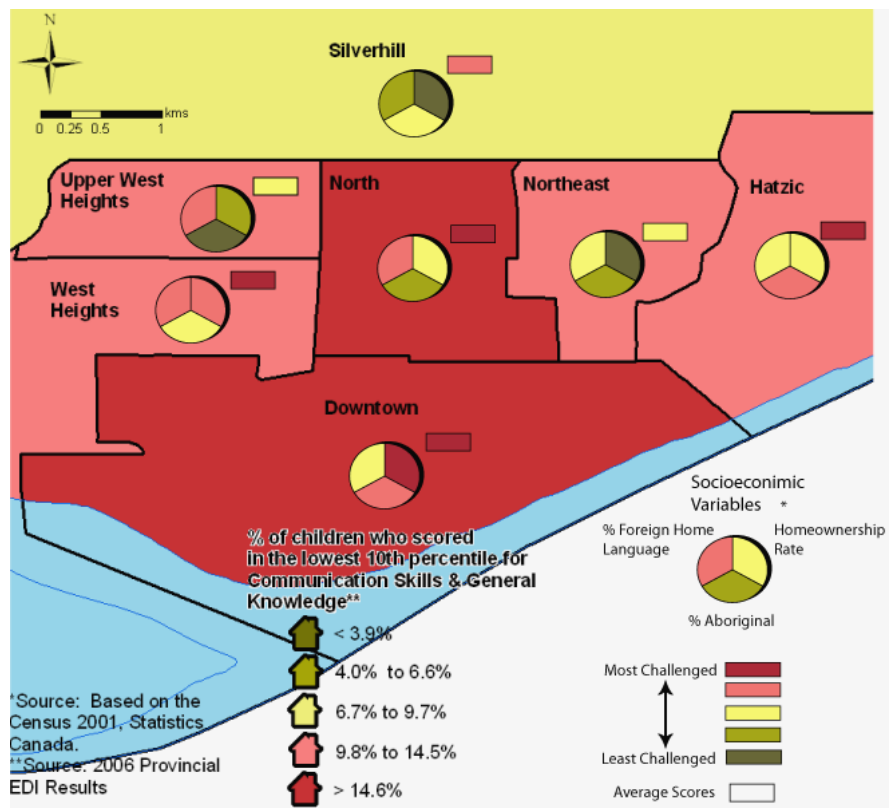 N
Silverhill
kms
0 0.25 0.5 1
Upper West
Heights
North
Northeast
Hatzic
West
Heights
Downtown
Socioeconimic
Variables *
% Foreign Home
Language
Homeownership
Rate
% Aboriginal
% of children who scored
in the lowest 10th percentile for
Communication Skills & General
Knowledge**
< 3.9%
4.0% to 6.6%
6.7% to 9.7%
9.8% to 14.5%
> 14.6%
*Source: Based on the
Census 2001, Statistics
Canada.
**Source: 2006 Provincial
EDI Results
Most Challenged
Least Challenged
Average Scores